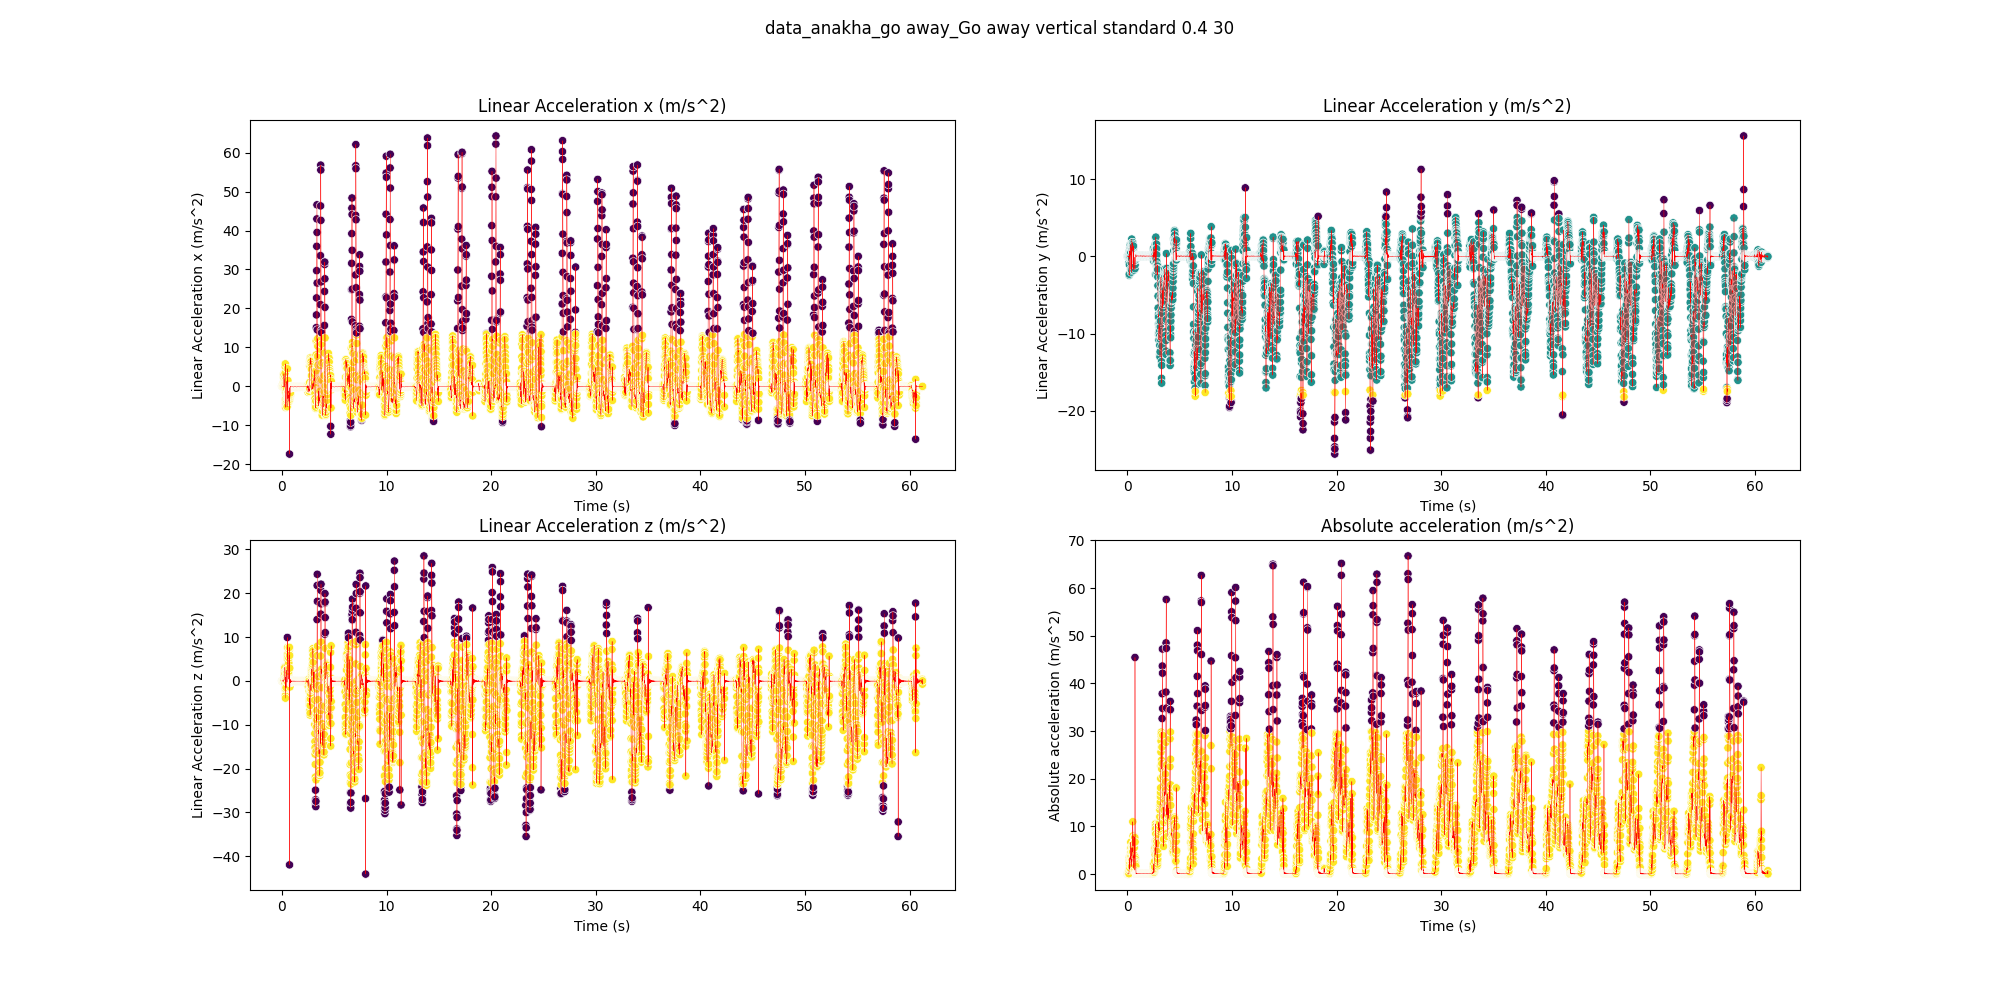 data_anakha_go away_Go away vertical standard 0.4 30
Linear Acceleration x (m/s^2)
Linear Acceleration x (m/s^2)
60
50
40
30
20
10
0
−10
−20
0 10 20 30 40 50 60
Time (s)
Linear Acceleration y (m/s^2)
Linear Acceleration y (m/s^2)
10
0
−10
−20
0 10 20 30 40 50 60
Time (s)
Linear Acceleration z (m/s^2)
Linear Acceleration z (m/s^2)
30
20
10
0
−10
−20
−30
−40
0 10 20 30 40 50 60
Time (s)
Absolute acceleration (m/s^2)
Absolute acceleration (m/s^2)
70
60
50
40
30
20
10
0
0 10 20 30 40 50 60
Time (s)